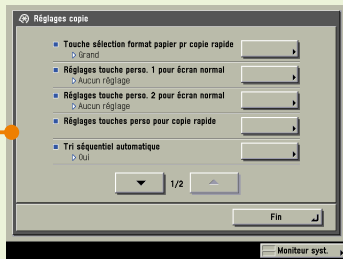 Réglages copie
Touche sélection format papier pr copie rapide
Grand
Réglages touche perso. 1 pour écran normal
Aucun réglage
Réglages touche perso. 2 pour écran normal
Aucun réglage
Réglages touches perso pour copie rapide
Tri séquentiel automatique
Oui
1/2
Fin
Moniteur syst.